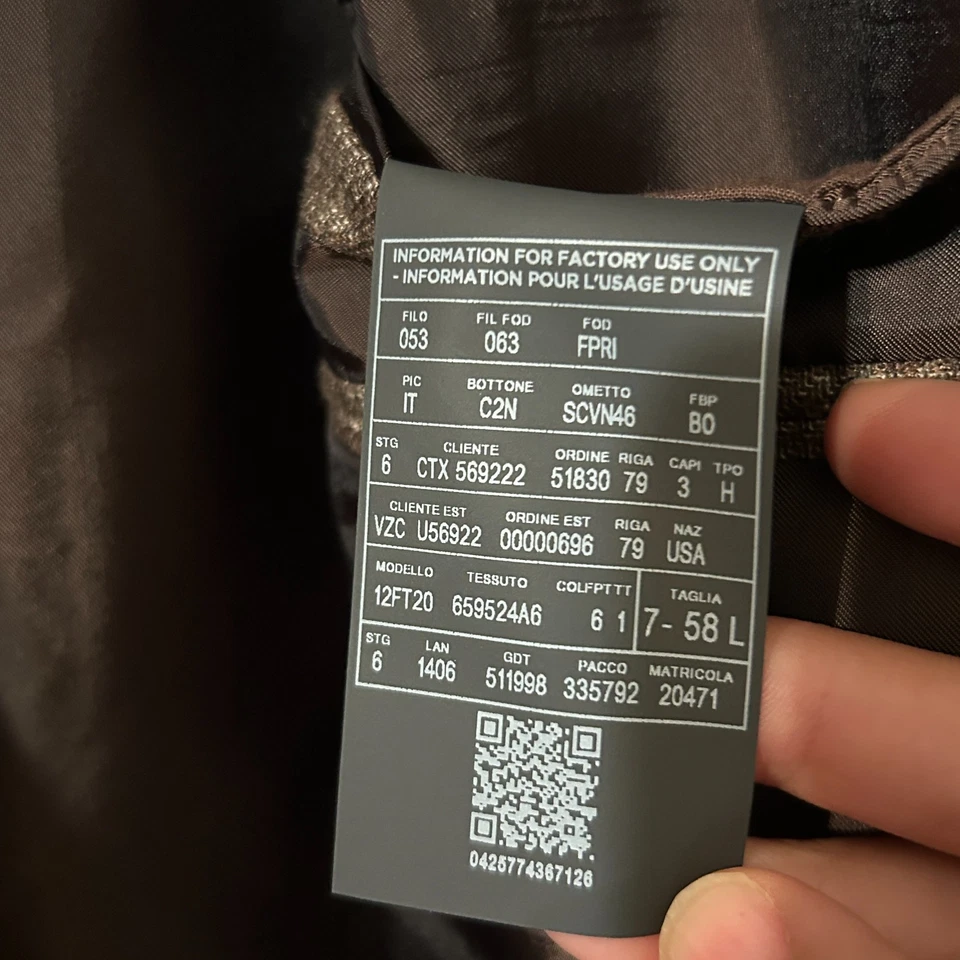 INFORMATION FOR FACTORY USE ONLY
- INFORMATION POUR L'USAGE D'USINE
FILO FIL FOD FOD
053 063 FPRI
PIC BOTTONE OMETTO FBP
IT C2N SCVN46 BO
STG CLIENTE ORDINE RIGA CAPI TPO
6 CTX 569222 51830 79 3 H
CLIENTE EST ORDINE EST RIGA NAZ
VZC U56922 00000696 79 USA
MODELLO TESSUTO COLFPTTT TAGLIA
12FT20 659524A6 6 1 7- 58 L
STG LAN GDT PACCO MATRICOLA
6 1406 511998 335792 20471
0425774367126